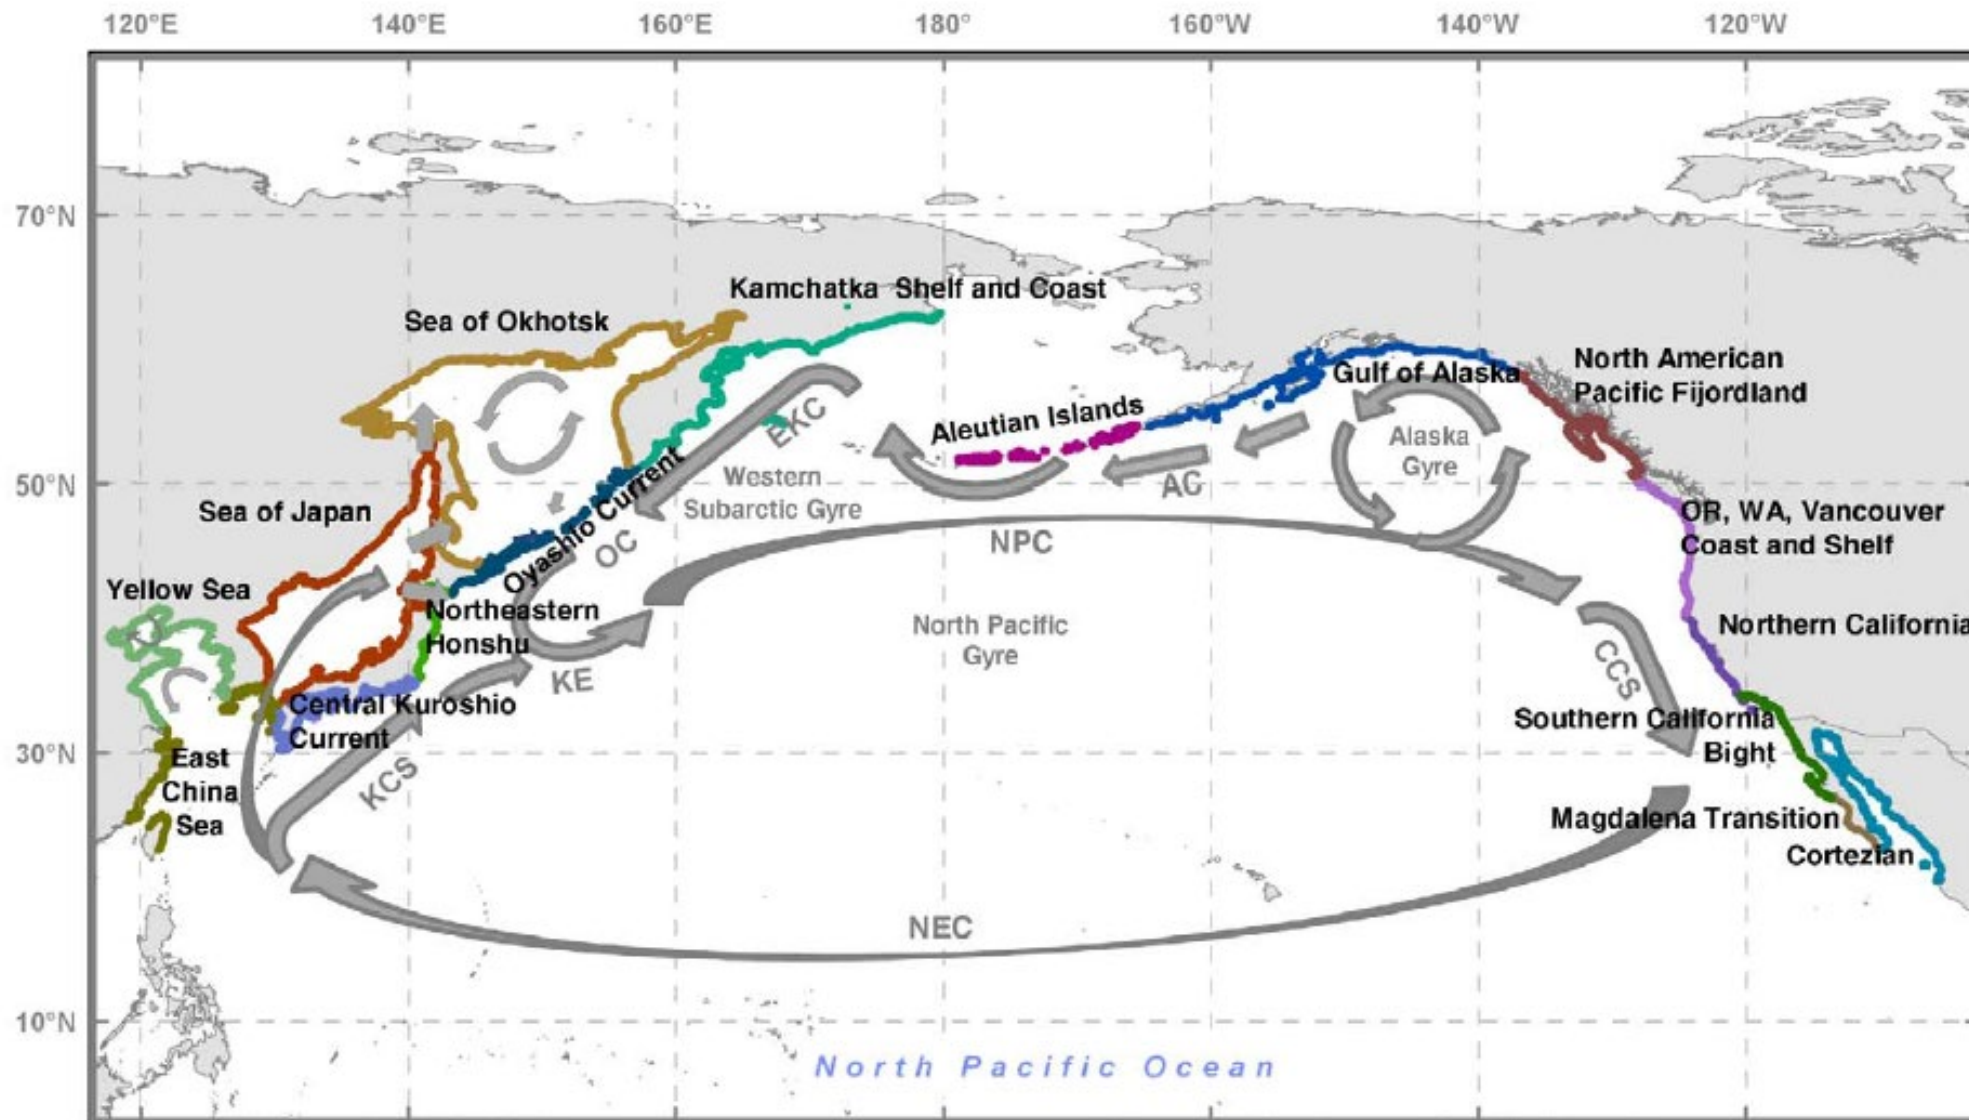 120°E 140°E 160°E 180° 160°W 140°W 120°W
70°N
50°N
30°N
10°N
Kamchatka Shelf and Coast
Sea of Okhotsk
North American
Pacific Fijordland
Gulf of Alaska
Aleutian Islands
EKC
Alaska
Gyre
Western
Subarctic Gyre
AC
Sea of Japan
Oyashio Current
OC
NPC
OR, WA, Vancouver
Coast and Shelf
Yellow Sea
Northeastern
Honshu
North Pacific
Gyre
Northern California
KE
CCS
Central Kuroshio
Current
Southern California
Bight
East
China
Sea
KCS
Magdalena Transition
Cortezian
NEC
North Pacific Ocean